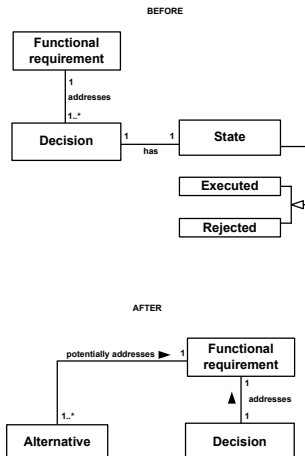 BEFORE
Functional
requirement
1
addresses
1..*
Decision
1
1
has
State
Executed
Rejected
AFTER
potentially addresses
1
Functional
requirement
1
addresses
1..*
1
Alternative
Decision